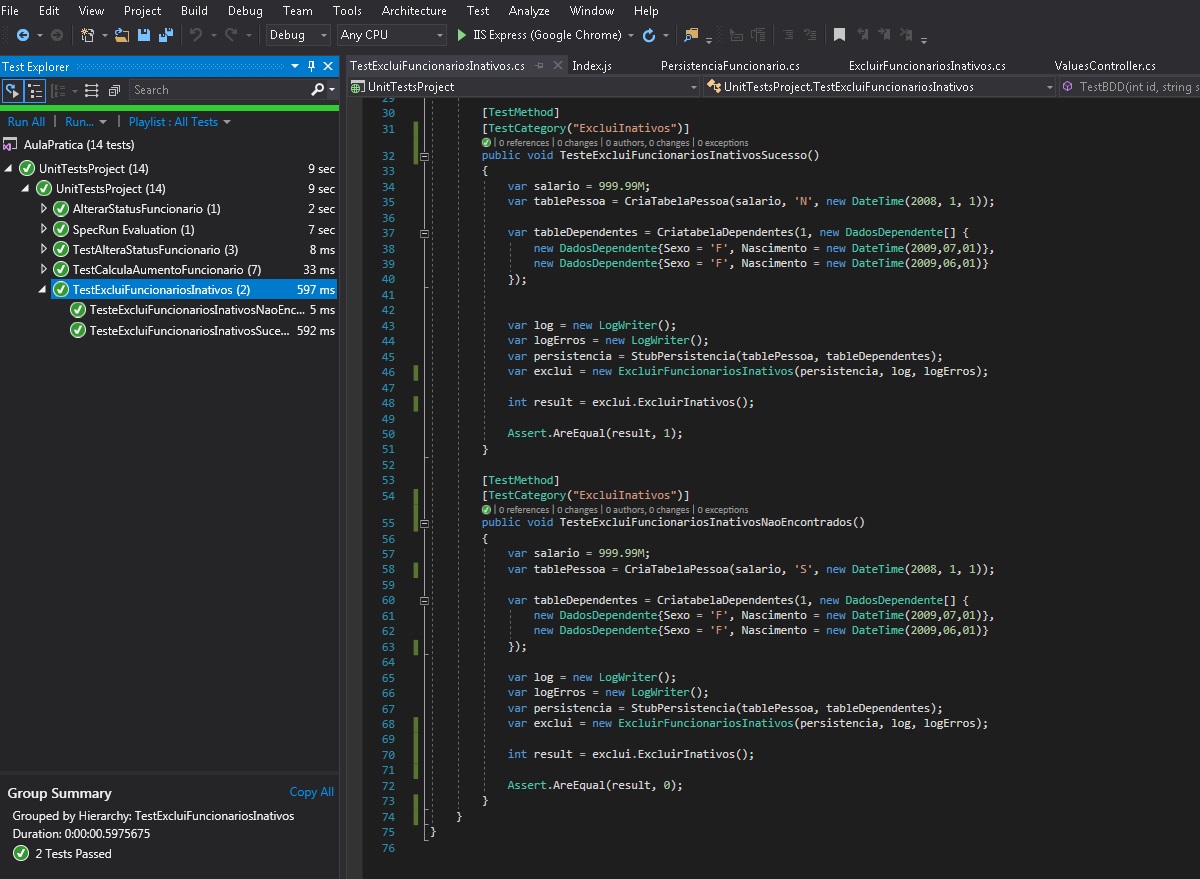 File Edit View Project Build Debug Team Tools Architecture Test Analyze Window Help
Debug Any CPU IIS Express (Google Chrome)
Test Explorer
Search
Run All | Run... | Playlist : All Tests
AulaPratica (14 tests)
UnitTestsProject (14) 9 sec
UnitTestsProject (14) 9 sec
AlterarStatusFuncionario (1) 2 sec
SpecRun Evaluation (1) 7 sec
TestAlteraStatusFuncionario (3) 8 ms
TestCalculaAumentoFuncionario (7) 33 ms
TestExcluiFuncionariosInativos (2) 597 ms
TesteExcluiFuncionariosInativosNaoEnc... 5 ms
TesteExcluiFuncionariosInativosSuce... 592 ms
Group Summary Copy All
Grouped by Hierarchy: TestExcluiFuncionariosInativos
Duration: 0:00:00.5975675
2 Tests Passed
TestExcluiFuncionariosInativos.cs Index.js PersistenciaFuncionario.cs ExcluirFuncionariosInativos.cs ValuesController.cs
UnitTestsProject UnitTestsProject.TestExcluiFuncionariosInativos TestBDD(int id, string s
29
30 [TestMethod]
31 [TestCategory("ExcluiInativos")]
| 0 references | 0 changes | 0 authors, 0 changes | 0 exceptions
32 public void TesteExcluiFuncionariosInativosSucesso()
33 {
34 var salario = 999.99M;
35 var tablePessoa = CriaTabelaPessoa(salario, 'N', new DateTime(2008, 1, 1));
36
37 var tableDependentes = CriatabelaDependentes(1, new DadosDependente[] {
38 new DadosDependente{Sexo = 'F', Nascimento = new DateTime(2009,07,01)},
39 new DadosDependente{Sexo = 'F', Nascimento = new DateTime(2009,06,01)}
40 });
41
42
43 var log = new LogWriter();
44 var logErros = new LogWriter();
45 var persistencia = StubPersistencia(tablePessoa, tableDependentes);
46 var exclui = new ExcluirFuncionariosInativos(persistencia, log, logErros);
47
48 int result = exclui.ExcluirInativos();
49
50 Assert.AreEqual(result, 1);
51 }
52
53 [TestMethod]
54 [TestCategory("ExcluiInativos")]
| 0 references | 0 changes | 0 authors, 0 changes | 0 exceptions
55 public void TesteExcluiFuncionariosInativosNaoEncontrados()
56 {
57 var salario = 999.99M;
58 var tablePessoa = CriaTabelaPessoa(salario, 'S', new DateTime(2008, 1, 1));
59
60 var tableDependentes = CriatabelaDependentes(1, new DadosDependente[] {
61 new DadosDependente{Sexo = 'F', Nascimento = new DateTime(2009,07,01)},
62 new DadosDependente{Sexo = 'F', Nascimento = new DateTime(2009,06,01)}
63 });
64
65 var log = new LogWriter();
66 var logErros = new LogWriter();
67 var persistencia = StubPersistencia(tablePessoa, tableDependentes);
68 var exclui = new ExcluirFuncionariosInativos(persistencia, log, logErros);
69
70 int result = exclui.ExcluirInativos();
71
72 Assert.AreEqual(result, 0);
73 }
74 }
75 }
76